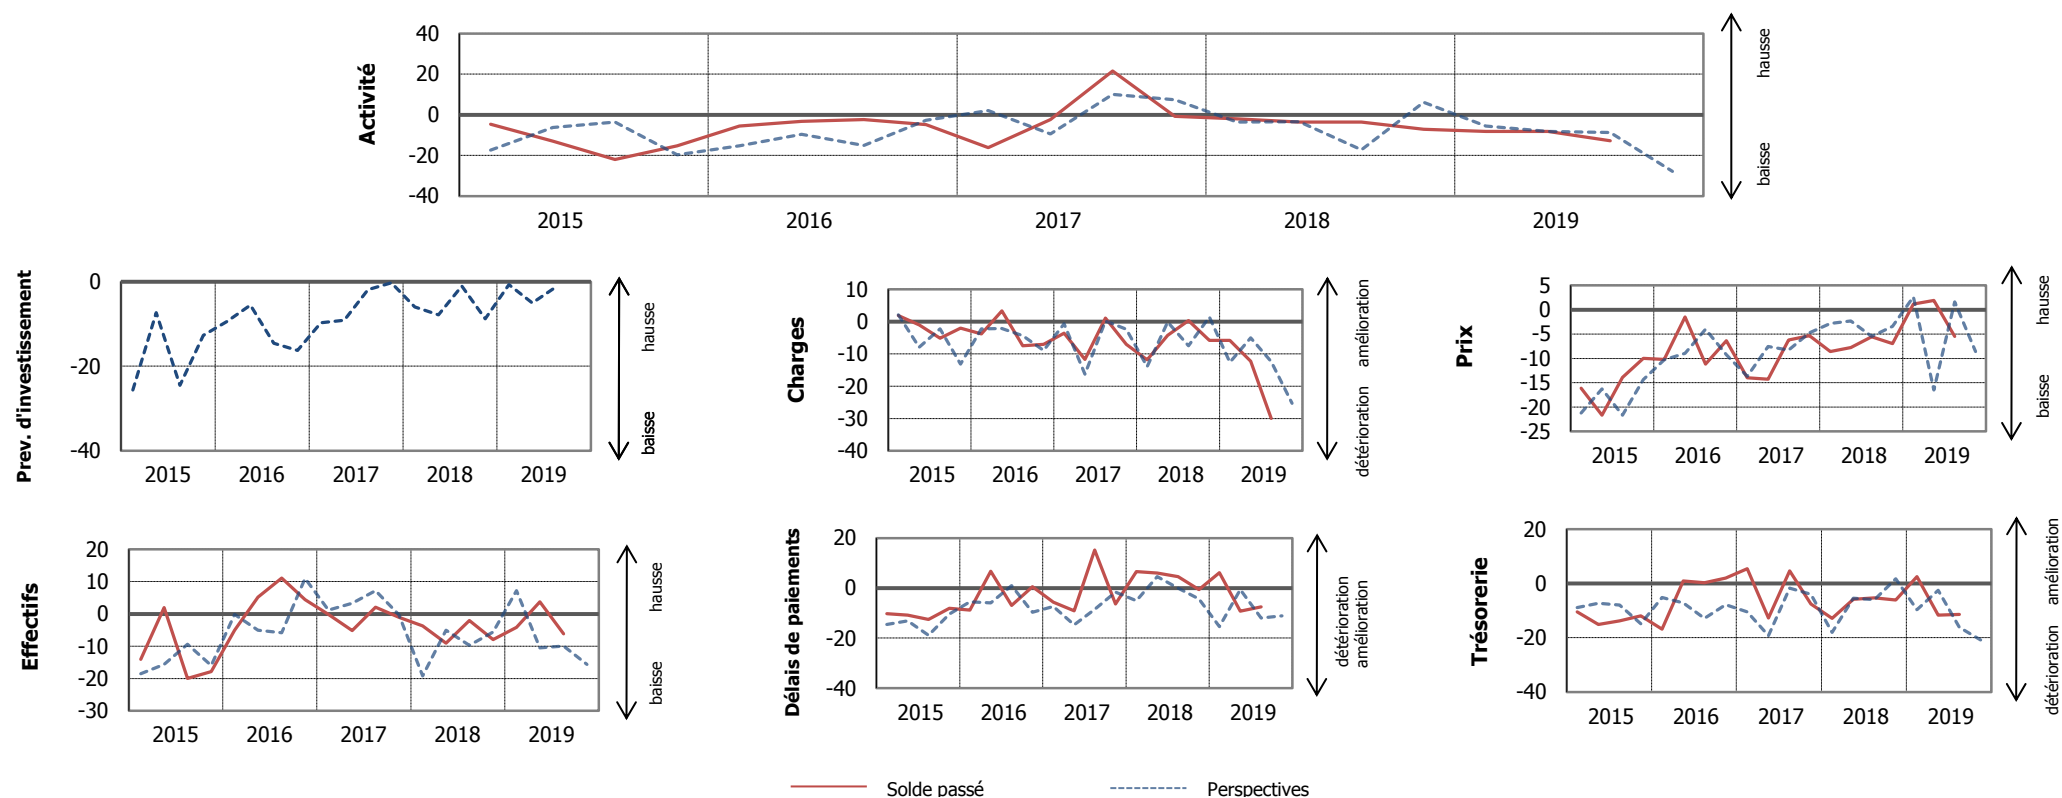 Activité
40
20
0
-20
-40
2015 2016 2017 2018 2019
hausse
baisse
Prev. d'investissement
0
-20
-40
2015 2016 2017 2018 2019
hausse
baisse
Charges
10
0
-10
-20
-30
-40
2015 2016 2017 2018 2019
amélioration
détérioration
Prix
5
0
-5
-10
-15
-20
-25
2015 2016 2017 2018 2019
hausse
baisse
Effectifs
20
10
0
-10
-20
-30
2015 2016 2017 2018 2019
hausse
baisse
Délais de paiements
20
0
-20
-40
2015 2016 2017 2018 2019
détérioration
amélioration
Trésorerie
20
0
-20
-40
2015 2016 2017 2018 2019
amélioration
détérioration
Solde passé
Perspectives